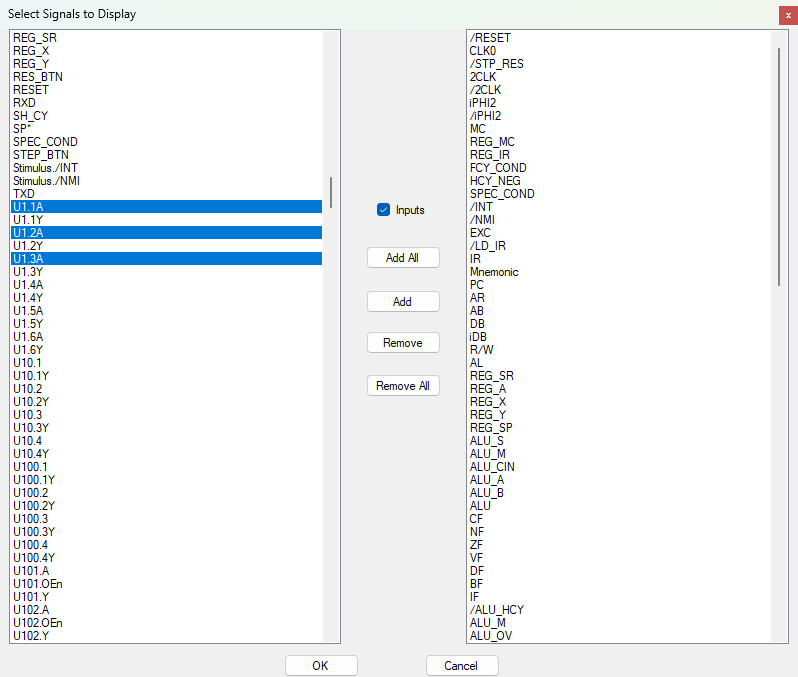 Select Signals to Display
x
REG_SR
REG_X
REG_Y
RES_BTN
RESET
RXD
SH_CY
SP*
SPEC_COND
STEP_BTN
Stimulus./INT
Stimulus./NMI
TXD
U1.1A
U1.1Y
U1.2A
U1.2Y
U1.3A
U1.3Y
U1.4A
U1.4Y
U1.5A
U1.5Y
U1.6A
U1.6Y
U10.1
U10.1Y
U10.2
U10.2Y
U10.3
U10.3Y
U10.4
U10.4Y
U100.1
U100.1Y
U100.2
U100.2Y
U100.3
U100.3Y
U100.4
U100.4Y
U101.A
U101.OEn
U101.Y
U102.A
U102.OEn
U102.Y
Inputs
Add All
Add
Remove
Remove All
/RESET
CLK0
/STP_RES
2CLK
/2CLK
iPHI2
/iPHI2
MC
REG_MC
REG_IR
FCY_COND
HCY_NEG
SPEC_COND
/INT
/NMI
EXC
/LD_IR
IR
Mnemonic
PC
AR
AB
DB
iDB
R/W
AL
REG_SR
REG_A
REG_X
REG_Y
REG_SP
ALU_S
ALU_M
ALU_CIN
ALU_A
ALU_B
ALU
CF
NF
ZF
VF
DF
BF
IF
/ALU_HCY
ALU_M
ALU_OV
OK
Cancel